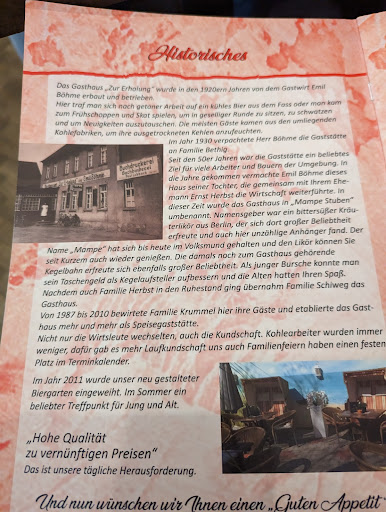 Historisches
Das Gasthaus „Zur Erholung" wurde in den 1920ern Jahren von dem Gastwirt Emil
Böhme erbaut und betrieben.
Hier traf man sich nach getaner Arbeit auf ein kühles Bier aus dem Fass oder man kam
zum Frühschoppen und Skat spielen, um in geselliger Runde zu sitzen, zu schwatzen
und um Neuigkeiten auszutauschen. Die meisten Gäste kamen aus den umliegenden
Kohlefabriken, um ihre ausgetrockneten Kehlen anzufeuchten.
Im Jahre 1930 verpachtete Herr Böhme die Gaststätte
an Familie Bethig.
Seit den 50er Jahren war die Gaststätte ein beliebtes
Ziel für viele Arbeiter und Bauern der Umgebung. In
die Jahre gekommen vermachte Emil Böhme dieses
Haus seiner Tochter, die gemeinsam mit Ihrem Ehe-
mann Ernst Herbst die Wirtschaft weiterführte. In
dieser Zeit wurde das Gasthaus in „Mampe Stuben"
umbenannt. Namensgeber war ein bittersüßer Kräu-
terlikör aus Berlin, der sich dort großer Beliebtheit
erfreute und auch hier unzählige Anhänger fand. Der
Name „Mampe" hat sich bis heute im Volksmund gehalten und den Likör können Sie
seit Kurzem auch wieder genießen. Die damals noch zum Gasthaus gehörende
Kegelbahn erfreute sich ebenfalls großer Beliebtheit. Als junger Bursche konnte man
sein Taschengeld als Kegelaufsteller aufbessern und die Alten hatten Ihren Spaß.
Nachdem auch Familie Herbst in den Ruhestand ging übernahm Familie Schiweg das
Gasthaus.
Von 1987 bis 2010 bewirtete Familie Krummel hier ihre Gäste und etablierte das Gast-
haus mehr und mehr als Speisegaststätte.
Nicht nur die Wirtsleute wechselten, auch die Kundschaft. Kohlearbeiter wurden immer
weniger, dafür gab es mehr Laufkundschaft uns auch Familienfeiern haben einen festen
Platz im Terminkalender.
Im Jahr 2011 wurde unser neu gestalteter
Biergarten eingeweiht. Im Sommer ein
beliebter Treffpunkt für Jung und Alt.
„Hohe Qualität
zu vernünftigen Preisen"
Das ist unsere tägliche Herausforderung.
Und nun wünschen wir Ihnen einen „Guten Appetit"